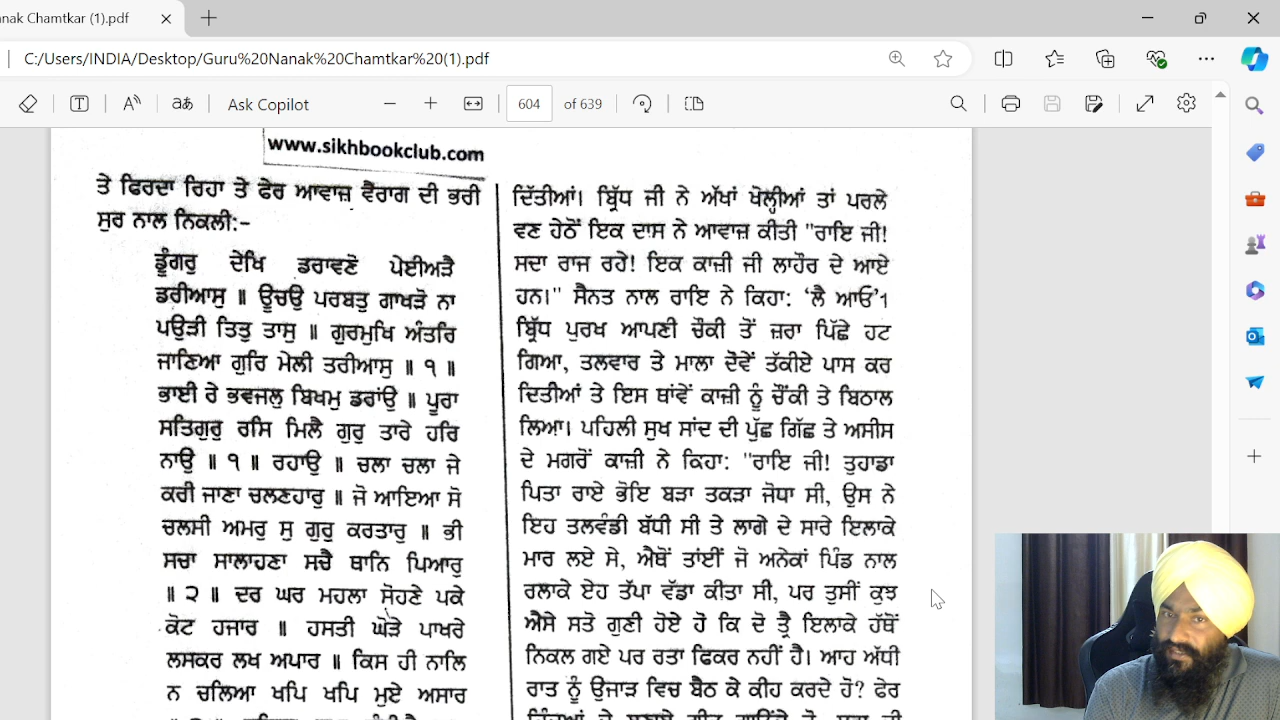 nak Chamtkar (1).pdf
C:/Users/INDIA/Desktop/Guru%20Nanak%20Chamtkar%20(1).pdf
Ask Copilot
604 of 639
www.sikhbookclub.com
ਤੇ ਫਿਰਦਾ ਰਿਹਾ ਤੇ ਫੇਰ ਆਵਾਜ਼ ਵੈਰਾਗ ਦੀ ਭਰੀ
ਸੁਰ ਨਾਲ ਨਿਕਲੀ:-
ਡੂੰਗਰੁ ਦੇਖਿ ਡਰਾਵਣੋ ਪੇਈਅੜੈ
ਡਰੀਆਸੁ ॥ ਊਚਉ ਪਰਬਤੁ ਗਾਖੜੋ ਨਾ
ਪਉੜੀ ਤਿਤੁ ਤਾਸੁ ॥ ਗੁਰਮੁਖਿ ਅੰਤਰਿ
ਜਾਣਿਆ ਗੁਰਿ ਮੇਲੀ ਤਰੀਆਸੁ ॥ ੧ ॥
ਭਾਈ ਰੇ ਭਵਜਲੁ ਬਿਖਮੁ ਡਰਾਂਉ ॥ ਪੂਰਾ
ਸਤਿਗੁਰੁ ਰਸਿ ਮਿਲੈ ਗੁਰੁ ਤਾਰੇ ਹਰਿ
ਨਾਉ ॥ ੧ ॥ ਰਹਾਉ ॥ ਚਲਾ ਚਲਾ ਜੇ
ਕਰੀ ਜਾਣਾ ਚਲਣਹਾਰੁ ॥ ਜੋ ਆਇਆ ਸੋ
ਚਲਸੀ ਅਮਰੁ ਸੁ ਗੁਰੁ ਕਰਤਾਰੁ ॥ ਭੀ
ਸਚਾ ਸਾਲਾਹਣਾ ਸਚੈ ਥਾਨਿ ਪਿਆਰੁ
॥ ੨ ॥ ਦਰ ਘਰ ਮਹਲਾ ਸੋਹਣੇ ਪਕੇ
ਕੋਟ ਹਜਾਰ ॥ ਹਸਤੀ ਘੋੜੇ ਪਾਖਰੇ
ਲਸਕਰ ਲਖ ਅਪਾਰ ॥ ਕਿਸ ਹੀ ਨਾਲਿ
ਨ ਚਲਿਆ ਖਪਿ ਖਪਿ ਮੁਏ ਅਸਾਰ
ਦਿੱਤੀਆਂ। ਬ੍ਰਿੱਧ ਜੀ ਨੇ ਅੱਖਾਂ ਖੋਲ੍ਹੀਆਂ ਤਾਂ ਪਰਲੇ
ਵਣ ਹੇਠੋਂ ਇਕ ਦਾਸ ਨੇ ਆਵਾਜ਼ ਕੀਤੀ "ਰਾਇ ਜੀ!
ਸਦਾ ਰਾਜ ਰਹੇ! ਇਕ ਕਾਜ਼ੀ ਜੀ ਲਾਹੌਰ ਦੇ ਆਏ
ਹਨ।" ਸੈਨਤ ਨਾਲ ਰਾਇ ਨੇ ਕਿਹਾ: ‘ਲੈ ਆਓ’।
ਬ੍ਰਿੱਧ ਪੁਰਖ ਆਪਣੀ ਚੌਕੀ ਤੋਂ ਜ਼ਰਾ ਪਿੱਛੇ ਹਟ
ਗਿਆ, ਤਲਵਾਰ ਤੇ ਮਾਲਾ ਦੋਵੇਂ ਤੱਕੀਏ ਪਾਸ ਕਰ
ਦਿਤੀਆਂ ਤੇ ਇਸ ਥਾਂਵੇਂ ਕਾਜ਼ੀ ਨੂੰ ਚੌਂਕੀ ਤੇ ਬਿਠਾਲ
ਲਿਆ। ਪਹਿਲੀ ਸੁਖ ਸਾਂਦ ਦੀ ਪੁੱਛ ਗਿੱਛ ਤੇ ਅਸੀਸ
ਦੇ ਮਗਰੋਂ ਕਾਜ਼ੀ ਨੇ ਕਿਹਾ: "ਰਾਇ ਜੀ! ਤੁਹਾਡਾ
ਪਿਤਾ ਰਾਏ ਭੋਇ ਬੜਾ ਤਕੜਾ ਜੋਧਾ ਸੀ, ਉਸ ਨੇ
ਇਹ ਤਲਵੰਡੀ ਬੱਧੀ ਸੀ ਤੇ ਲਾਗੇ ਦੇ ਸਾਰੇ ਇਲਾਕੇ
ਮਾਰ ਲਏ ਸੇ, ਐਥੋਂ ਤਾਂਈਂ ਜੋ ਅਨੇਕਾਂ ਪਿੰਡ ਨਾਲ
ਰਲਾਕੇ ਏਹ ਤੱਪਾ ਵੱਡਾ ਕੀਤਾ ਸੀ, ਪਰ ਤੁਸੀਂ ਕੁਝ
ਐਸੇ ਸਤੋ ਗੁਣੀ ਹੋਏ ਹੋ ਕਿ ਦੋ ਤ੍ਰੈ ਇਲਾਕੇ ਹੱਥੋਂ
ਨਿਕਲ ਗਏ ਪਰ ਰਤਾ ਫਿਕਰ ਨਹੀਂ ਹੈ। ਆਹ ਅੱਧੀ
ਰਾਤ ਨੂੰ ਉਜਾੜ ਵਿਚ ਬੈਠ ਕੇ ਕੀਹ ਕਰਦੇ ਹੋ? ਫੇਰ